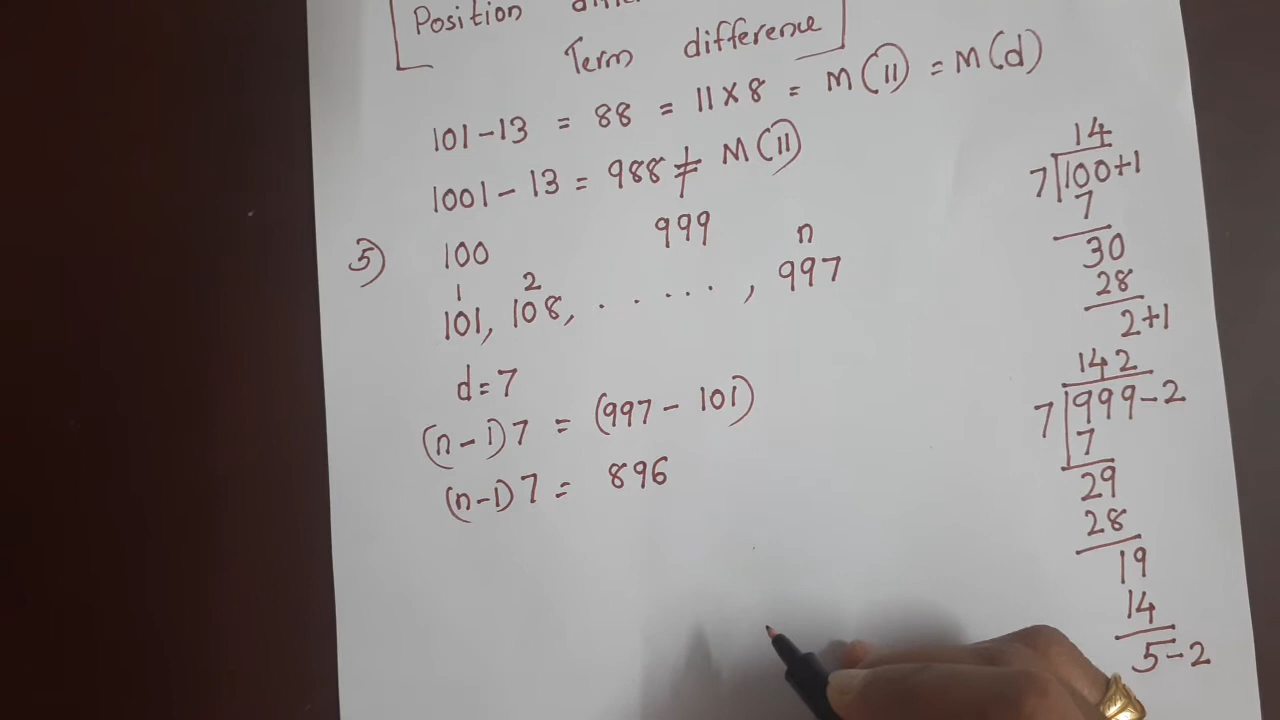 [Position
Term difference]
101 - 13 = 88 = 11 × 8 = M(11) = M(d)
1001 - 13 = 988 ≠ M(11)
5) 100 999
1 2 n
101, 108, . . . . . . , 997
d = 7
(n - 1)7 = (997 - 101)
(n - 1)7 = 896
14
7 100+1
7
30
28
2+1
142
7 999-2
7
29
28
19
14
5-2